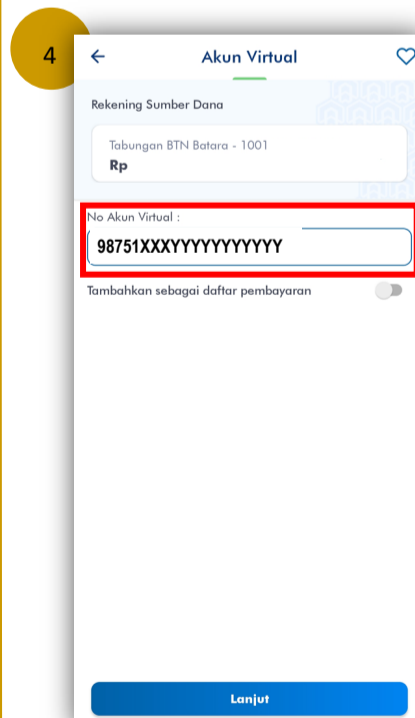 4
Akun Virtual
Rekening Sumber Dana
Tabungan BTN Batara - 1001
Rp
No Akun Virtual :
98751XXXYYYYYYYYYYY
Tambahkan sebagai daftar pembayaran
Lanjut